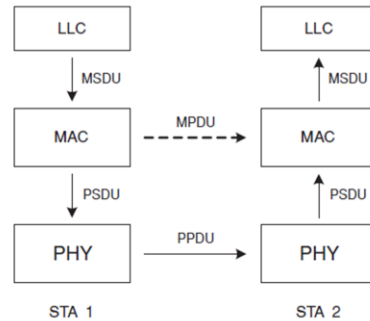 LLC LLC
MSDU MSDU
MAC MPDU MAC
PSDU PSDU
PHY PPDU PHY
STA 1 STA 2